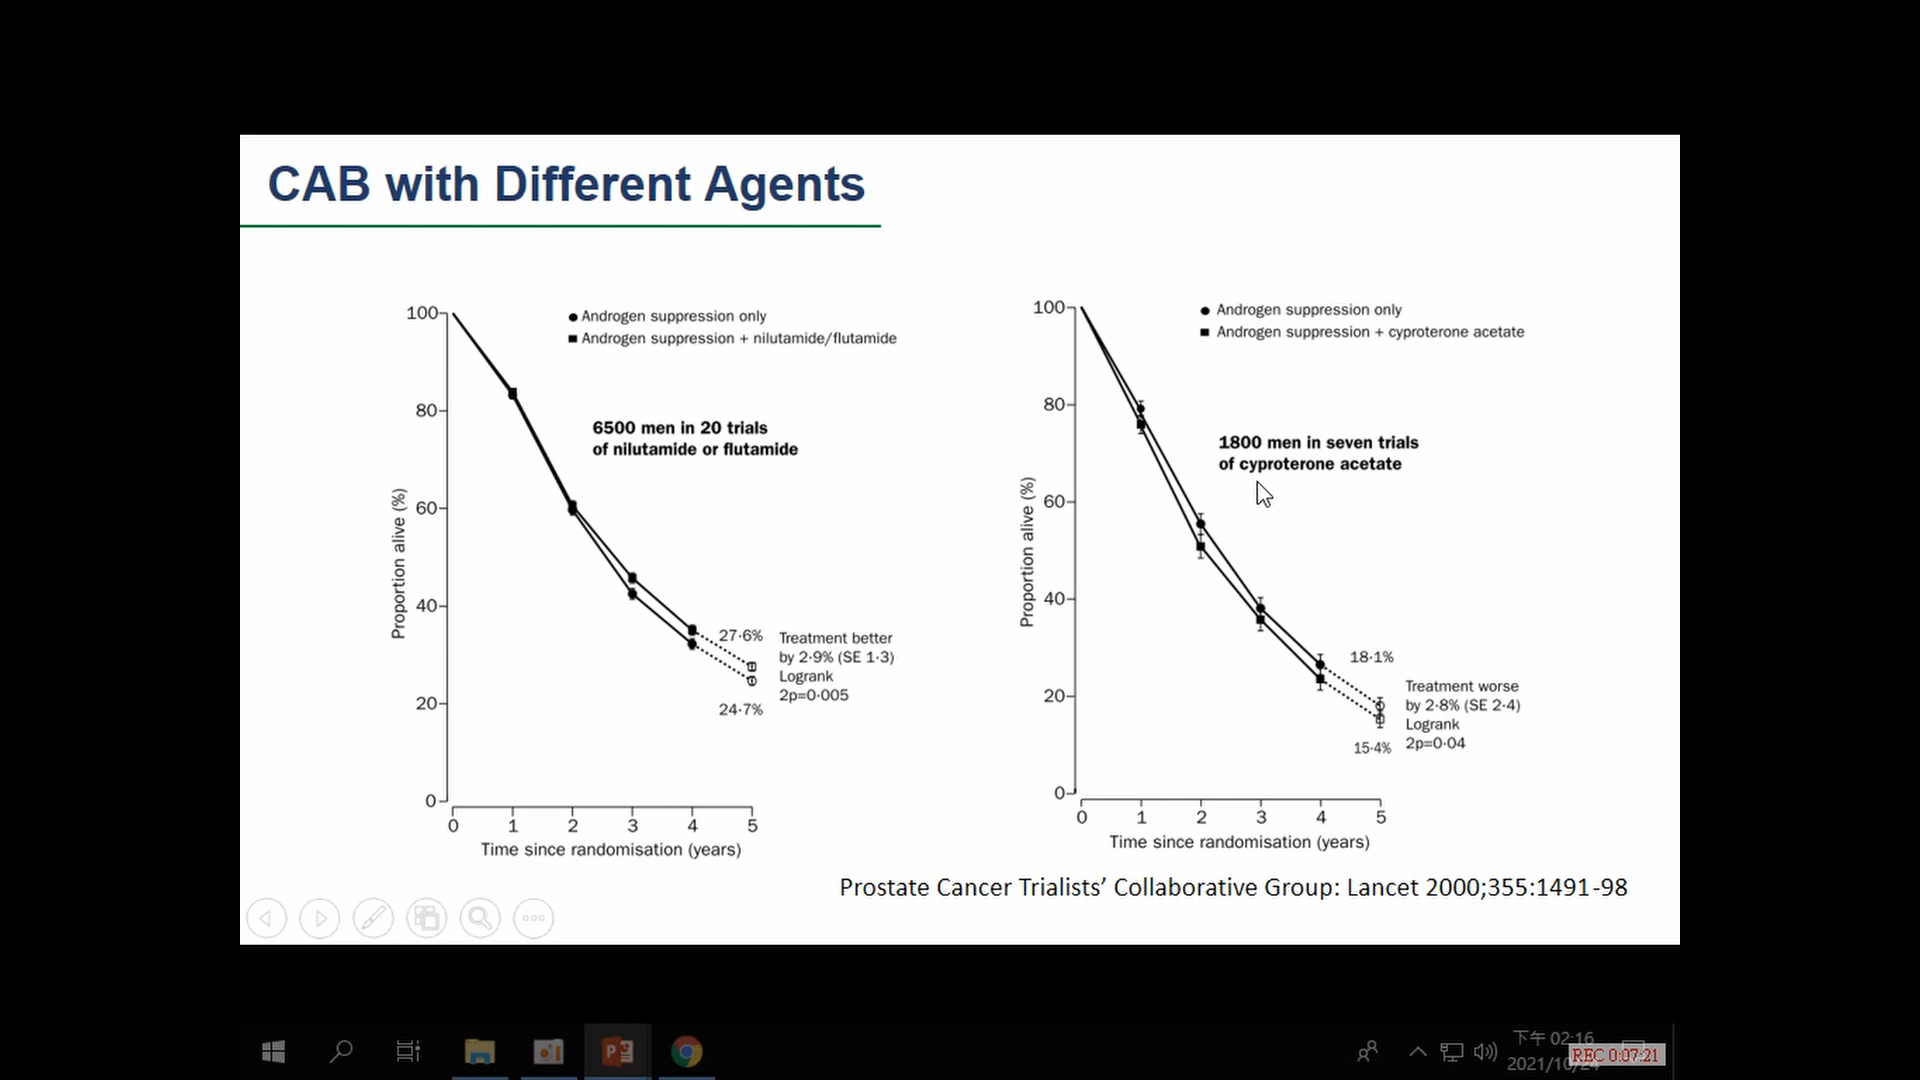 CAB with Different Agents
100
80
60
40
20
0
Proportion alive (%)
Androgen suppression only
Androgen suppression + nilutamide/flutamide
6500 men in 20 trials
of nilutamide or flutamide
27·6%
24·7%
Treatment better
by 2·9% (SE 1·3)
Logrank
2p=0·005
0 1 2 3 4 5
Time since randomisation (years)
100
80
60
40
20
0
Proportion alive (%)
Androgen suppression only
Androgen suppression + cyproterone acetate
1800 men in seven trials
of cyproterone acetate
18·1%
15·4%
Treatment worse
by 2·8% (SE 2·4)
Logrank
2p=0·04
0 1 2 3 4 5
Time since randomisation (years)
Prostate Cancer Trialists’ Collaborative Group: Lancet 2000;355:1491-98
下午 02:16
REC 0:07:21